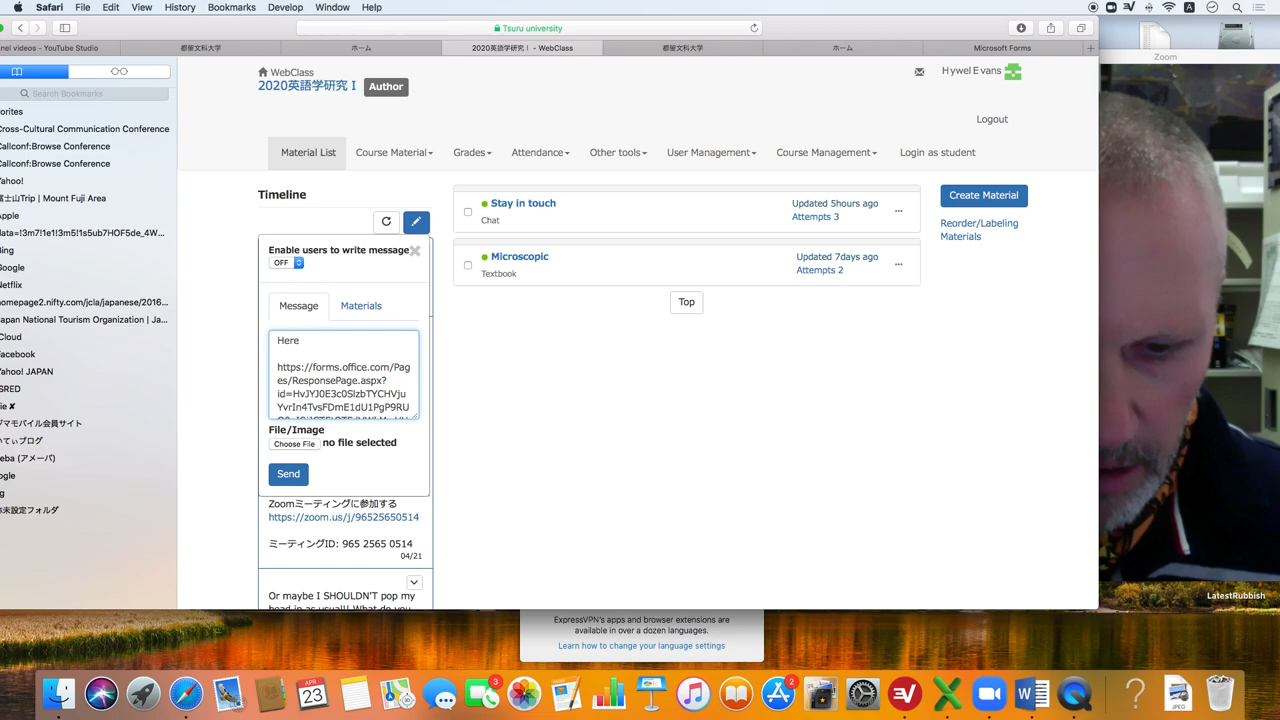 Safari File Edit View History Bookmarks Develop Window Help
Tsuru university
nel videos - YouTube Studio
都留文科大学
ホーム
2020英語学研究Ⅰ - WebClass
都留文科大学
ホーム
Microsoft Forms
Zoom
Search Bookmarks
orites
Cross-Cultural Communication Conference
Callconf:Browse Conference
Callconf:Browse Conference
Yahoo!
富士山Trip | Mount Fuji Area
Apple
data=!3m7!1e1!3m5!1s5ub7HOF5de_4W...
Bing
Google
Netflix
homepage2.nifty.com/jcla/japanese/2016...
Japan National Tourism Organization | Ja...
iCloud
Facebook
Yahoo! JAPAN
SRED
ie ✘
ジマモバイル会員サイト
いてぃブログ
eba (アメーバ)
ogle
g
未設定フォルダ
WebClass
2020英語学研究Ⅰ
Author
Hywel Evans
Logout
Material List
Course Material
Grades
Attendance
Other tools
User Management
Course Management
Login as student
Timeline
Enable users to write message
OFF
Message
Materials
Here
https://forms.office.com/Pag
es/ResponsePage.aspx?
id=HvJYJ0E3c0SlzbTYCHVju
YvrIn4TvsFDmE1dU1PgP9RU
File/Image
Choose File no file selected
Send
Zoomミーティングに参加する
https://zoom.us/j/96525650514
ミーティングID: 965 2565 0514
04/21
Or maybe I SHOULDN'T pop my
head in as usual! What do you
Stay in touch
Chat
Updated 5hours ago
Attempts 3
Microscopic
Textbook
Updated 7days ago
Attempts 2
Top
Create Material
Reorder/Labeling
Materials
LatestRubbish
ExpressVPN's apps and browser extensions are
available in over a dozen languages.
Learn how to change your language settings
APR
23
3
2
JPEG